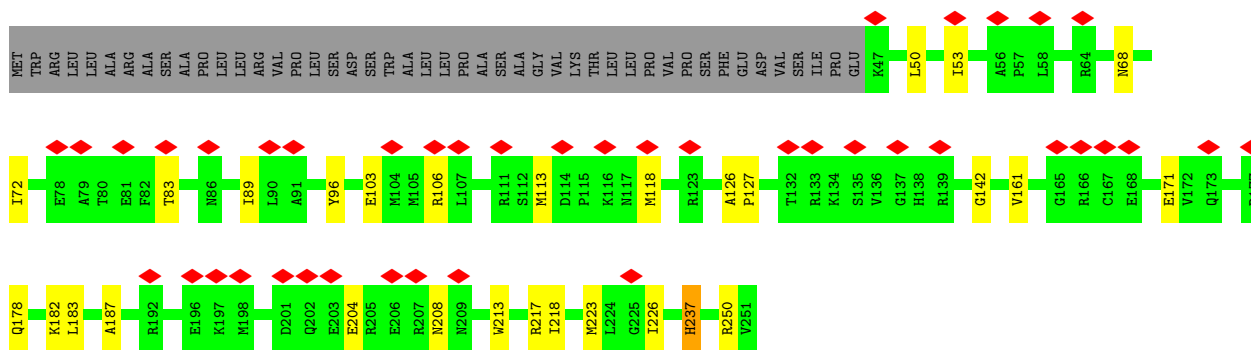 MET TRP ARG LEU LEU ALA ARG ALA SER ALA PRO LEU LEU ARG VAL PRO LEU SER ASP SER TRP ALA LEU LEU PRO ALA SER ALA GLY VAL LYS THR LEU LEU PRO VAL PRO SER PHE GLU ASP VAL SER ILE PRO GLU K47 L50 I53 A56 P57 L58 R64 N68
I72 E78 A79 T80 E81 F82 T83 N86 I89 L90 A91 Y96 E103 M104 M105 R106 L107 R111 S112 M113 D114 P115 K116 N117 M118 R123 A126 P127 T132 R133 K134 S135 V136 G137 H138 R139 G142 V161 G165 R166 C167 E168 E171 V172 Q173
Q178 K182 L183 A187 R192 E196 K197 M198 D201 Q202 E203 E204 R205 E206 R207 N208 N209 W213 R217 I218 M223 L224 G225 I226 H237 R250 V251